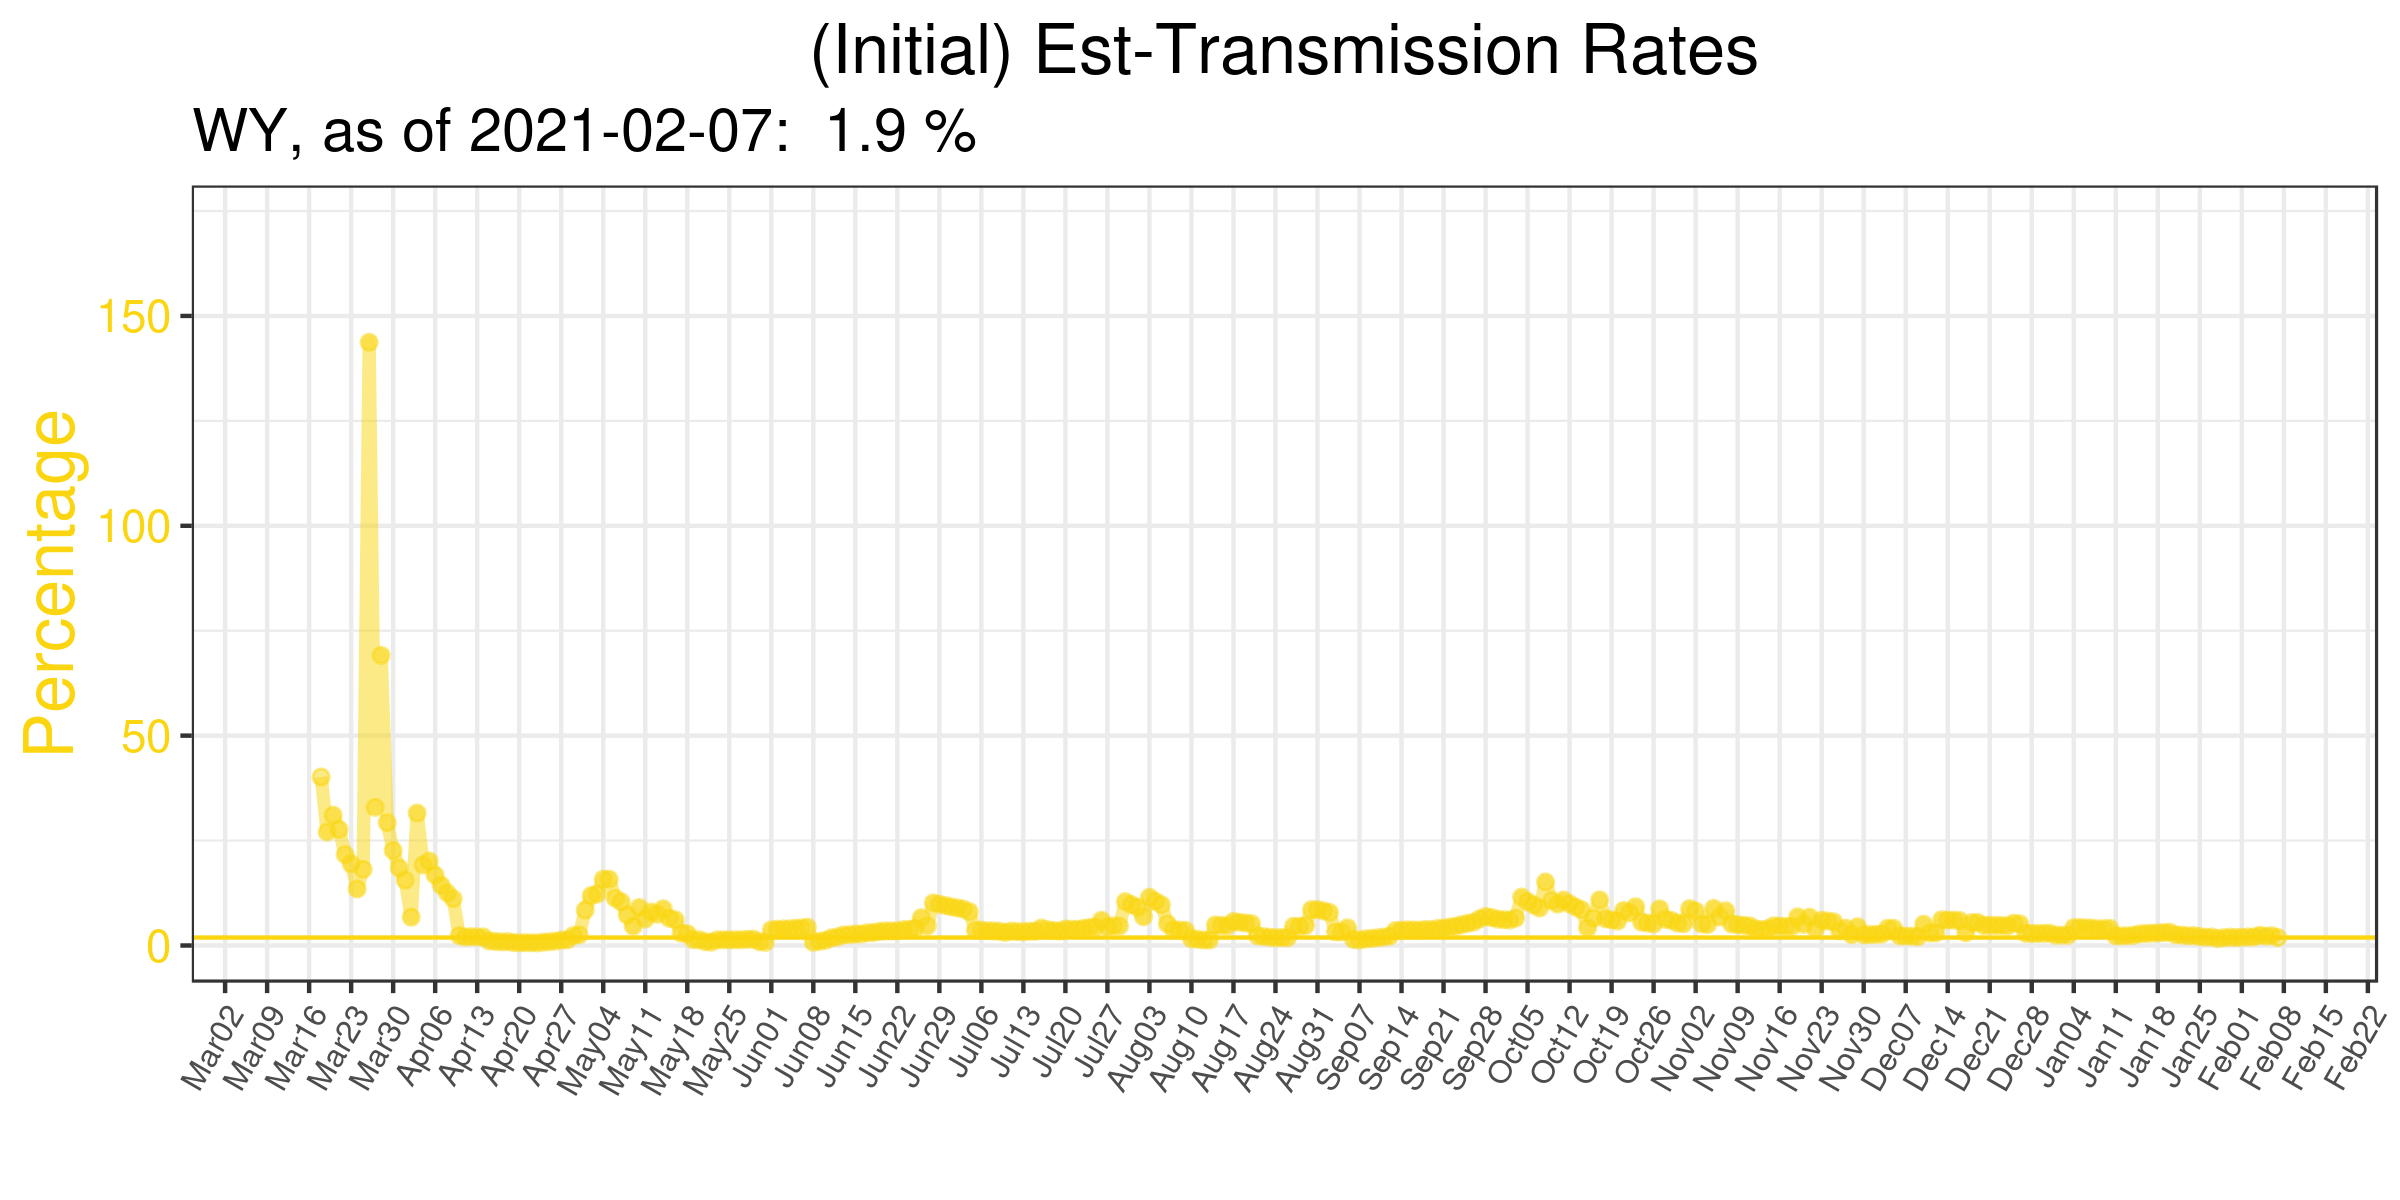 (Initial) Est-Transmission Rates
WY, as of 2021-02-07:  1.9 %
Percentage
150
100
50
0
Mar02
Mar09
Mar16
Mar23
Mar30
Apr06
Apr13
Apr20
Apr27
May04
May11
May18
May25
Jun01
Jun08
Jun15
Jun22
Jun29
Jul06
Jul13
Jul20
Jul27
Aug03
Aug10
Aug17
Aug24
Aug31
Sep07
Sep14
Sep21
Sep28
Oct05
Oct12
Oct19
Oct26
Nov02
Nov09
Nov16
Nov23
Nov30
Dec07
Dec14
Dec21
Dec28
Jan04
Jan11
Jan18
Jan25
Feb01
Feb08
Feb15
Feb22